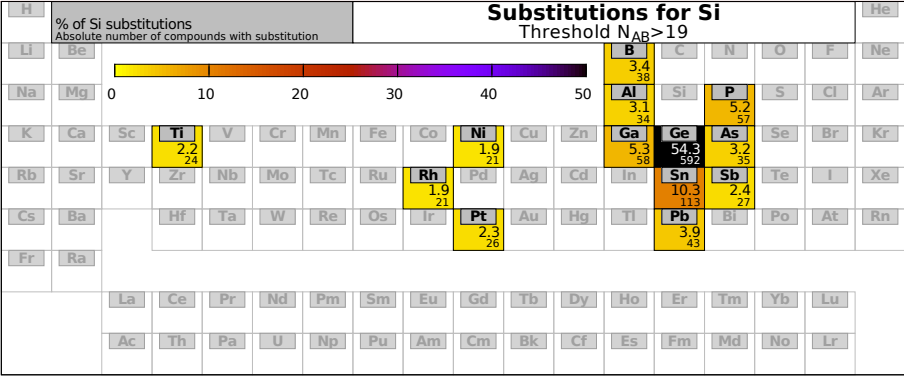 H
% of Si substitutions
Absolute number of compounds with substitution
Substitutions for Si
Threshold N_AB>19
He
Li Be B C N O F Ne
3.4
38
0 10 20 30 40 50
Na Mg Al Si P S Cl Ar
3.1 5.2
34 57
K Ca Sc Ti V Cr Mn Fe Co Ni Cu Zn Ga Ge As Se Br Kr
2.2 1.9 5.3 54.3 3.2
24 21 58 592 35
Rb Sr Y Zr Nb Mo Tc Ru Rh Pd Ag Cd In Sn Sb Te I Xe
1.9 10.3 2.4
21 113 27
Cs Ba Hf Ta W Re Os Ir Pt Au Hg Tl Pb Bi Po At Rn
2.3 3.9
26 43
Fr Ra
La Ce Pr Nd Pm Sm Eu Gd Tb Dy Ho Er Tm Yb Lu
Ac Th Pa U Np Pu Am Cm Bk Cf Es Fm Md No Lr